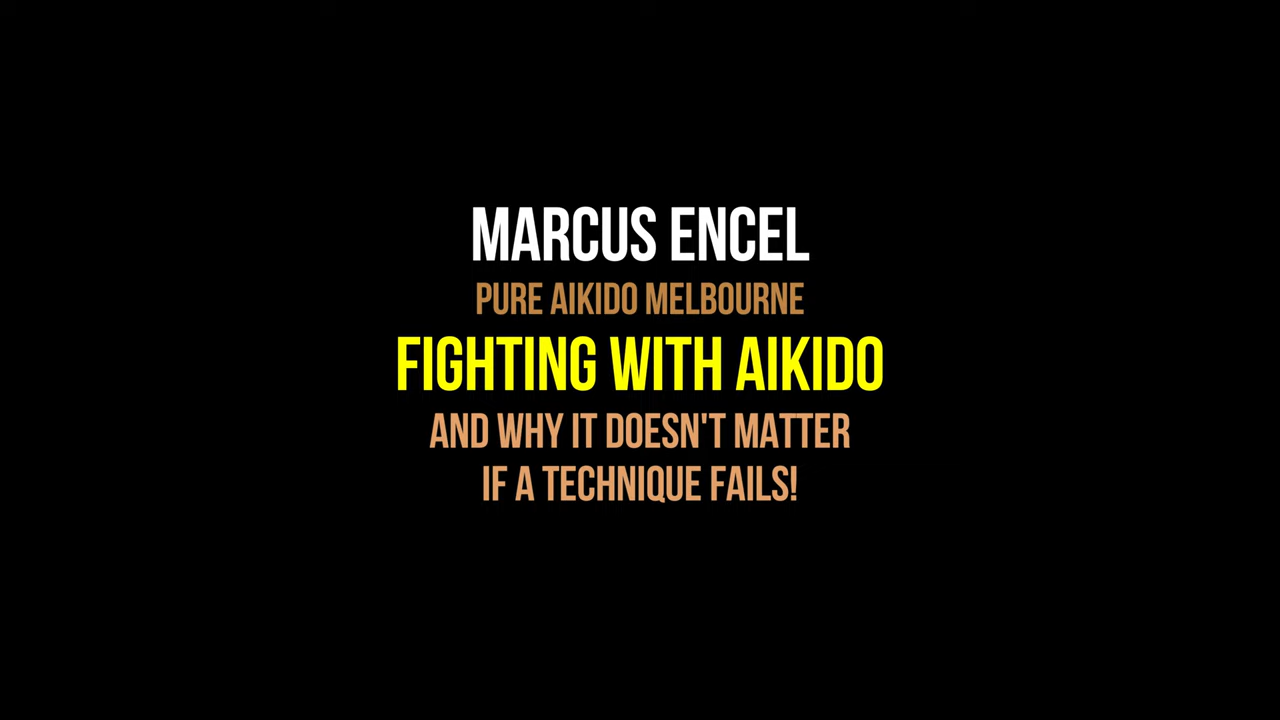 MARCUS ENCEL
PURE AIKIDO MELBOURNE
FIGHTING WITH AIKIDO
AND WHY IT DOESN'T MATTER
IF A TECHNIQUE FAILS!